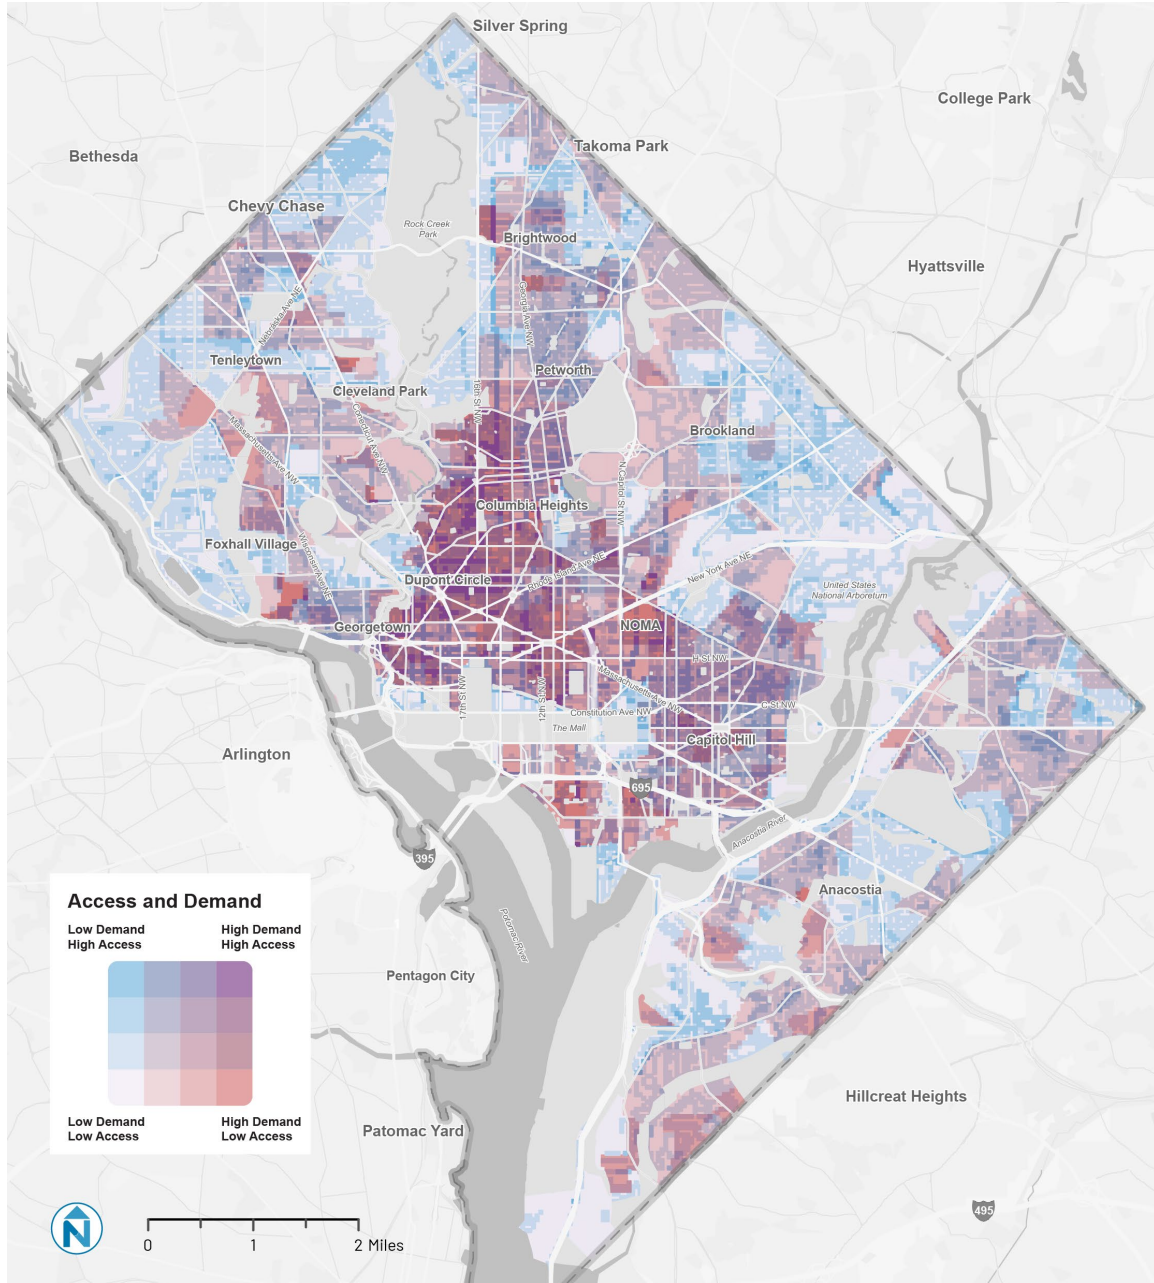 Silver Spring
College Park
Takoma Park
Bethesda
Chevy Chase
Rock Creek
Park
Brightwood
Hyattsville
Georgia Ave NW
Nebraska Ave NE
Tenleytown
Petworth
Cleveland Park
16th St NW
Connecticut Ave NW
Massachusetts Ave NW
Brookland
N Capitol St NW
Columbia Heights
Foxhall Village
Wisconsin Ave NE
Dupont Circle
Rhode Island Ave NE
New York Ave NE
United States
National Arboretum
Georgetown
NOMA
H St NW
Massachusetts Ave NW
17th St NW
12th St NW
Constitution Ave NW
C St NW
The Mall
Capitol Hill
Arlington
695
Anacostia River
395
Anacostia
Potomac River
Access and Demand
Low Demand
High Access
High Demand
High Access
Low Demand
Low Access
High Demand
Low Access
Pentagon City
Hillcreat Heights
Patomac Yard
495
N
0 1 2 Miles